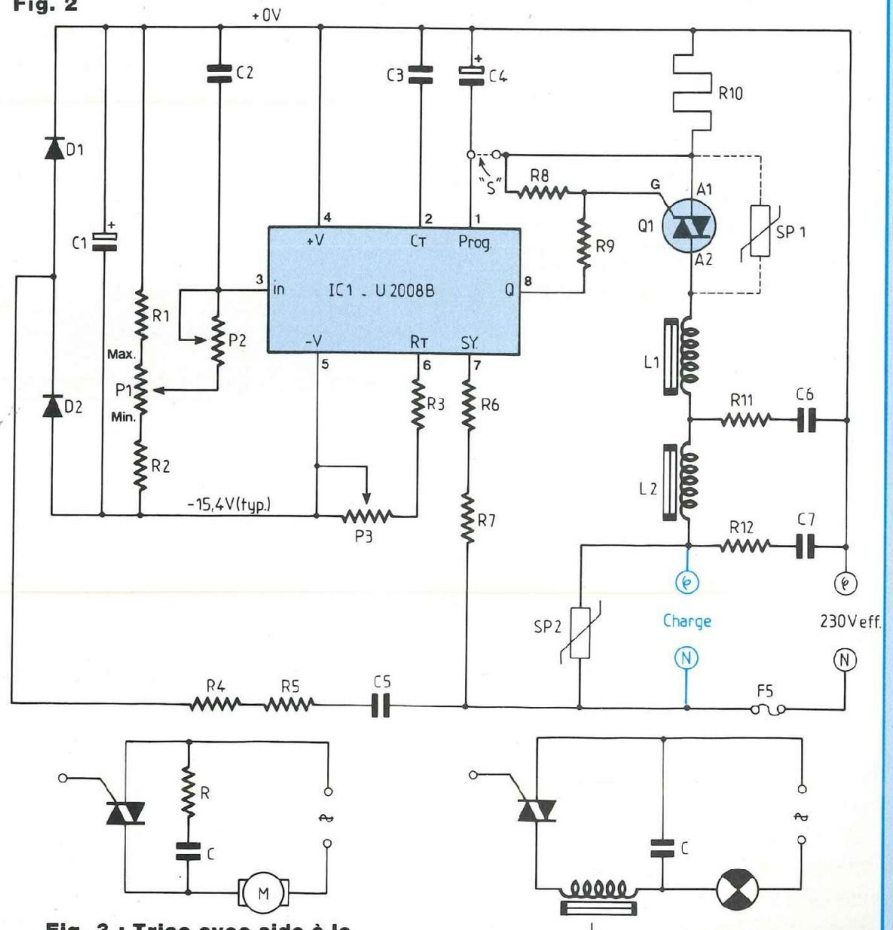 Fig. 2
+0V
C2
C3
C4
+
R10
D1
"S"
R8
G
A1
C1
+
4
2
1
Q1
SP 1
+V
CT
Prog.
R9
A2
3
in
IC1 - U2008B
Q
8
R1
P2
Max.
-V
RT
SY.
L1
P1
5
6
7
D2
Min.
R3
R6
R11
C6
R2
L2
-15,4V(typ.)
R7
R12
C7
P3
φ
φ
SP2
Charge
230Veff.
N
N
R4
R5
C5
F5
R
C
C
M
L
Fig. 3 : Triac avec aide à la